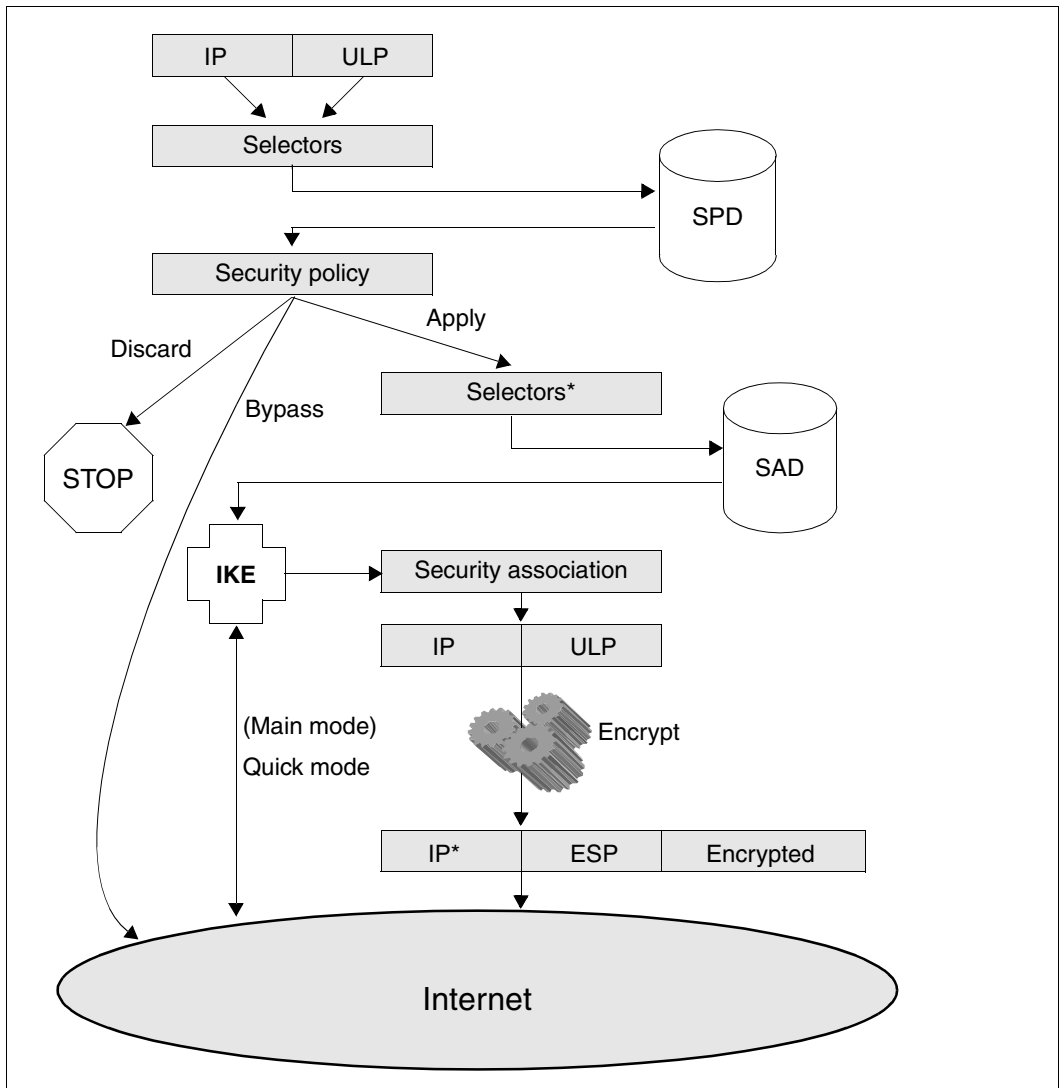 IP ULP
Selectors
SPD
Security policy
Apply
Discard
Selectors*
Bypass
SAD
STOP
IKE
Security association
IP ULP
(Main mode)
Quick mode
Encrypt
IP* ESP Encrypted
Internet